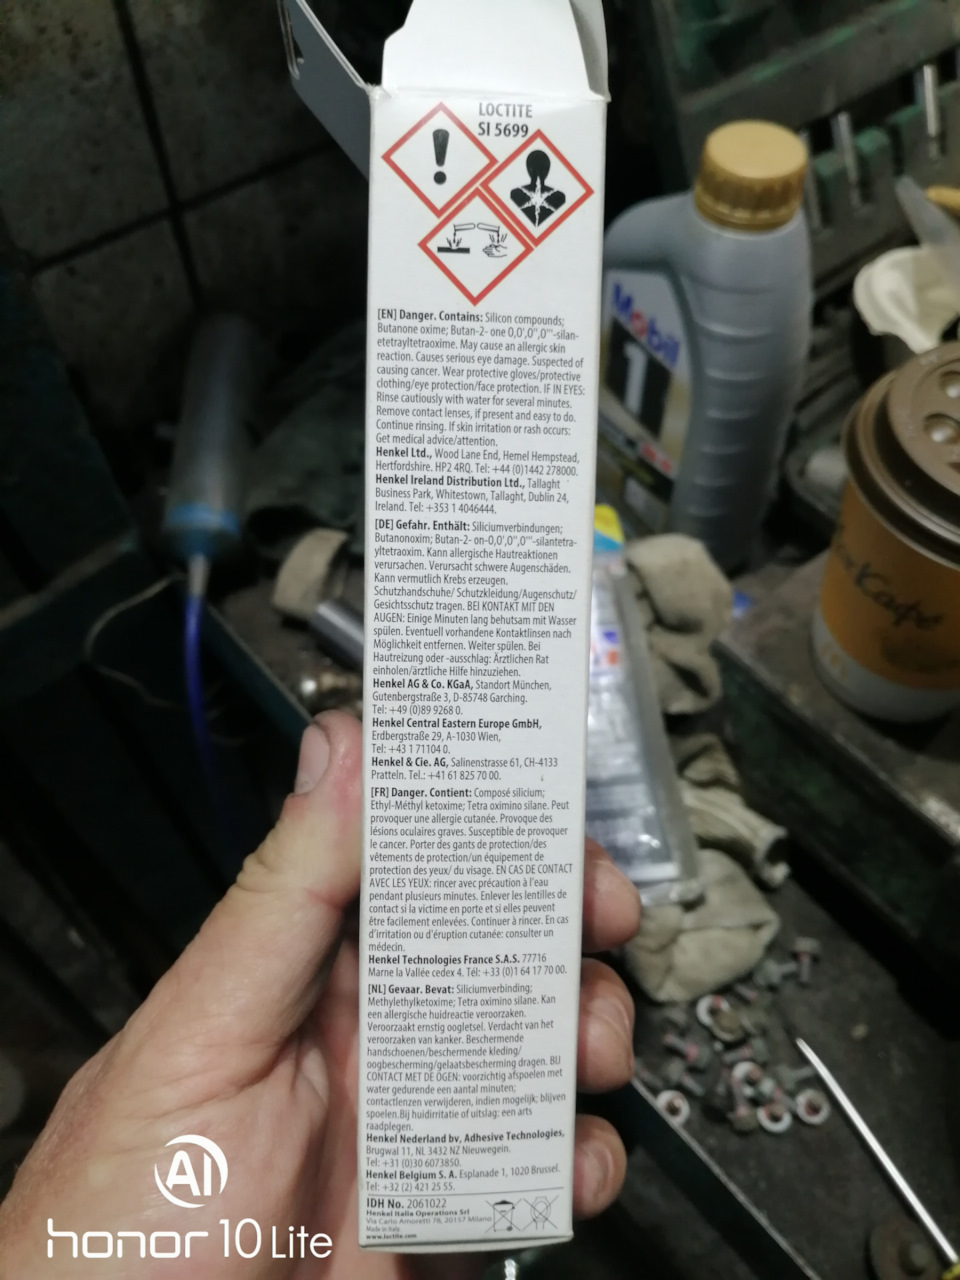 LOCTITE
SI 5699
[EN] Danger. Contains: Silicon compounds;
Butanone oxime; Butan-2- one 0,0',0'',0'''-silan-
etetrayltetraoxime. May cause an allergic skin
reaction. Causes serious eye damage. Suspected of
causing cancer. Wear protective gloves/protective
clothing/eye protection/face protection. IF IN EYES:
Rinse cautiously with water for several minutes.
Remove contact lenses, if present and easy to do.
Continue rinsing. If skin irritation or rash occurs:
Get medical advice/attention.
Henkel Ltd., Wood Lane End, Hemel Hempstead,
Hertfordshire. HP2 4RQ. Tel: +44 (0)1442 278000.
Henkel Ireland Distribution Ltd., Tallaght
Business Park, Whitestown, Tallaght, Dublin 24,
Ireland. Tel: +353 1 4046444.
[DE] Gefahr. Enthält: Siliciumverbindungen;
Butanonoxim; Butan-2- on-0,0',0'',0'''-silantetra-
yltetraoxim. Kann allergische Hautreaktionen
verursachen. Verursacht schwere Augenschäden.
Kann vermutlich Krebs erzeugen.
Schutzhandschuhe/ Schutzkleidung/Augenschutz/
Gesichtsschutz tragen. BEI KONTAKT MIT DEN
AUGEN: Einige Minuten lang behutsam mit Wasser
spülen. Eventuell vorhandene Kontaktlinsen nach
Möglichkeit entfernen. Weiter spülen. Bei
Hautreizung oder -ausschlag: Ärztlichen Rat
einholen/ärztliche Hilfe hinzuziehen.
Henkel AG & Co. KGaA, Standort München,
Gutenbergstraße 3, D-85748 Garching.
Tel: +49 (0)89 9268 0.
Henkel Central Eastern Europe GmbH,
Erdbergstraße 29, A-1030 Wien,
Tel: +43 1 71104 0.
Henkel & Cie. AG, Salinenstrasse 61, CH-4133
Pratteln. Tel.: +41 61 825 70 00.
[FR] Danger. Contient: Composé silicium;
Ethyl-Méthyl ketoxime; Tetra oximino silane. Peut
provoquer une allergie cutanée. Provoque des
lésions oculaires graves. Susceptible de provoquer
le cancer. Porter des gants de protection/des
vêtements de protection/un équipement de
protection des yeux/ du visage. EN CAS DE CONTACT
AVEC LES YEUX: rincer avec précaution à l'eau
pendant plusieurs minutes. Enlever les lentilles de
contact si la victime en porte et si elles peuvent
être facilement enlevées. Continuer à rincer. En cas
d'irritation ou d'éruption cutanée: consulter un
médecin.
Henkel Technologies France S.A.S. 77716
Marne la Vallée cedex 4. Tél: +33 (0)1 64 17 70 00.
[NL] Gevaar. Bevat: Siliciumverbinding;
Methylethylketoxime; Tetra oximino silane. Kan
een allergische huidreactie veroorzaken.
Veroorzaakt ernstig oogletsel. Verdacht van het
veroorzaken van kanker. Beschermende
handschoenen/beschermende kleding/
oogbescherming/gelaatsbescherming dragen. BIJ
CONTACT MET DE OGEN: voorzichtig afspoelen met
water gedurende een aantal minuten;
contactlenzen verwijderen, indien mogelijk; blijven
spoelen.Bij huidirritatie of uitslag: een arts
raadplegen.
Henkel Nederland bv, Adhesive Technologies,
Brugwal 11, NL 3432 NZ Nieuwegein.
Tel: +31 (0)30 6073850.
Henkel Belgium S. A. Esplanade 1, 1020 Brussel.
Tel: +32 (2) 421 25 55.
IDH No. 2061022
Henkel Italia Operations Srl
Via Carlo Amoretti 78, 20157 Milano
Made in Italy.
www.loctite.com
Mobil
1
AI
honor 10 Lite